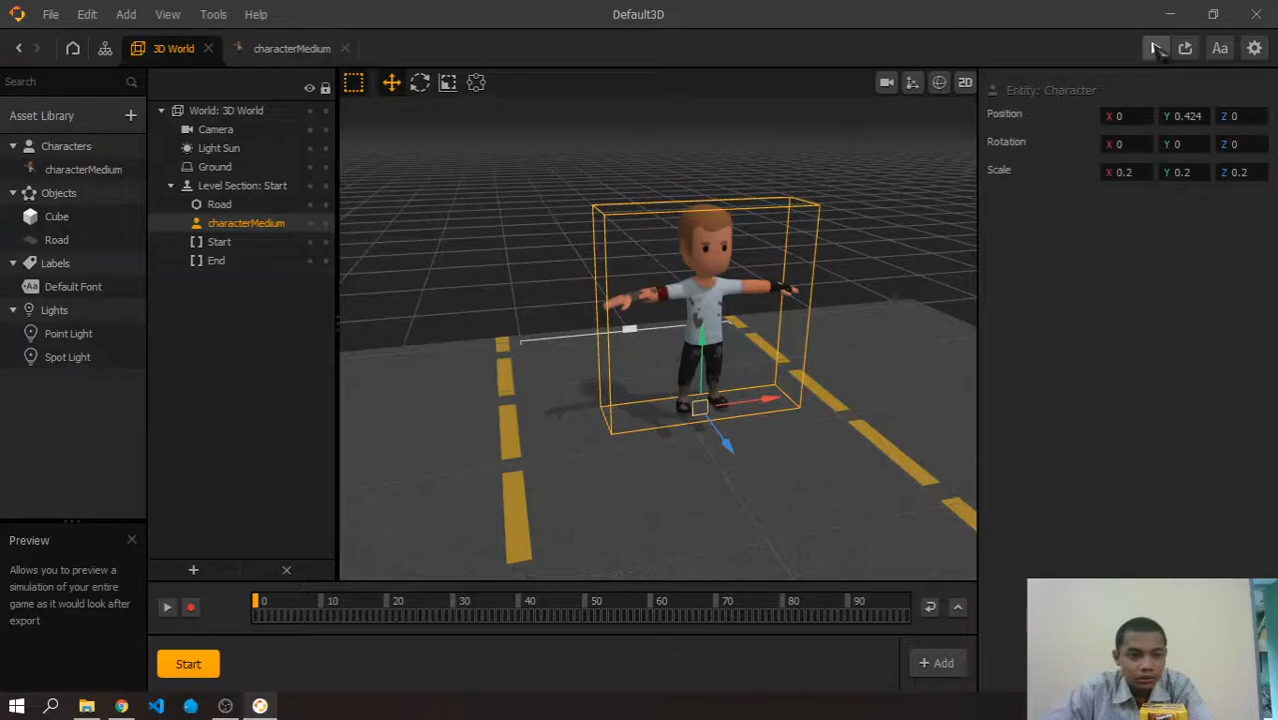 File Edit Add View Tools Help
Default3D
3D World
characterMedium
Aa
Search
Asset Library
Characters
characterMedium
Objects
Cube
Road
Labels
Aa Default Font
Lights
Point Light
Spot Light
World: 3D World
Camera
Light Sun
Ground
Level Section: Start
Road
characterMedium
Start
End
2D
Entity: Character
Position X 0 Y 0.424 Z 0
Rotation X 0 Y 0 Z 0
Scale X 0.2 Y 0.2 Z 0.2
Preview
Allows you to preview a
simulation of your entire
game as it would look after
export
0 10 20 30 40 50 60 70 80 90
Start
+ Add